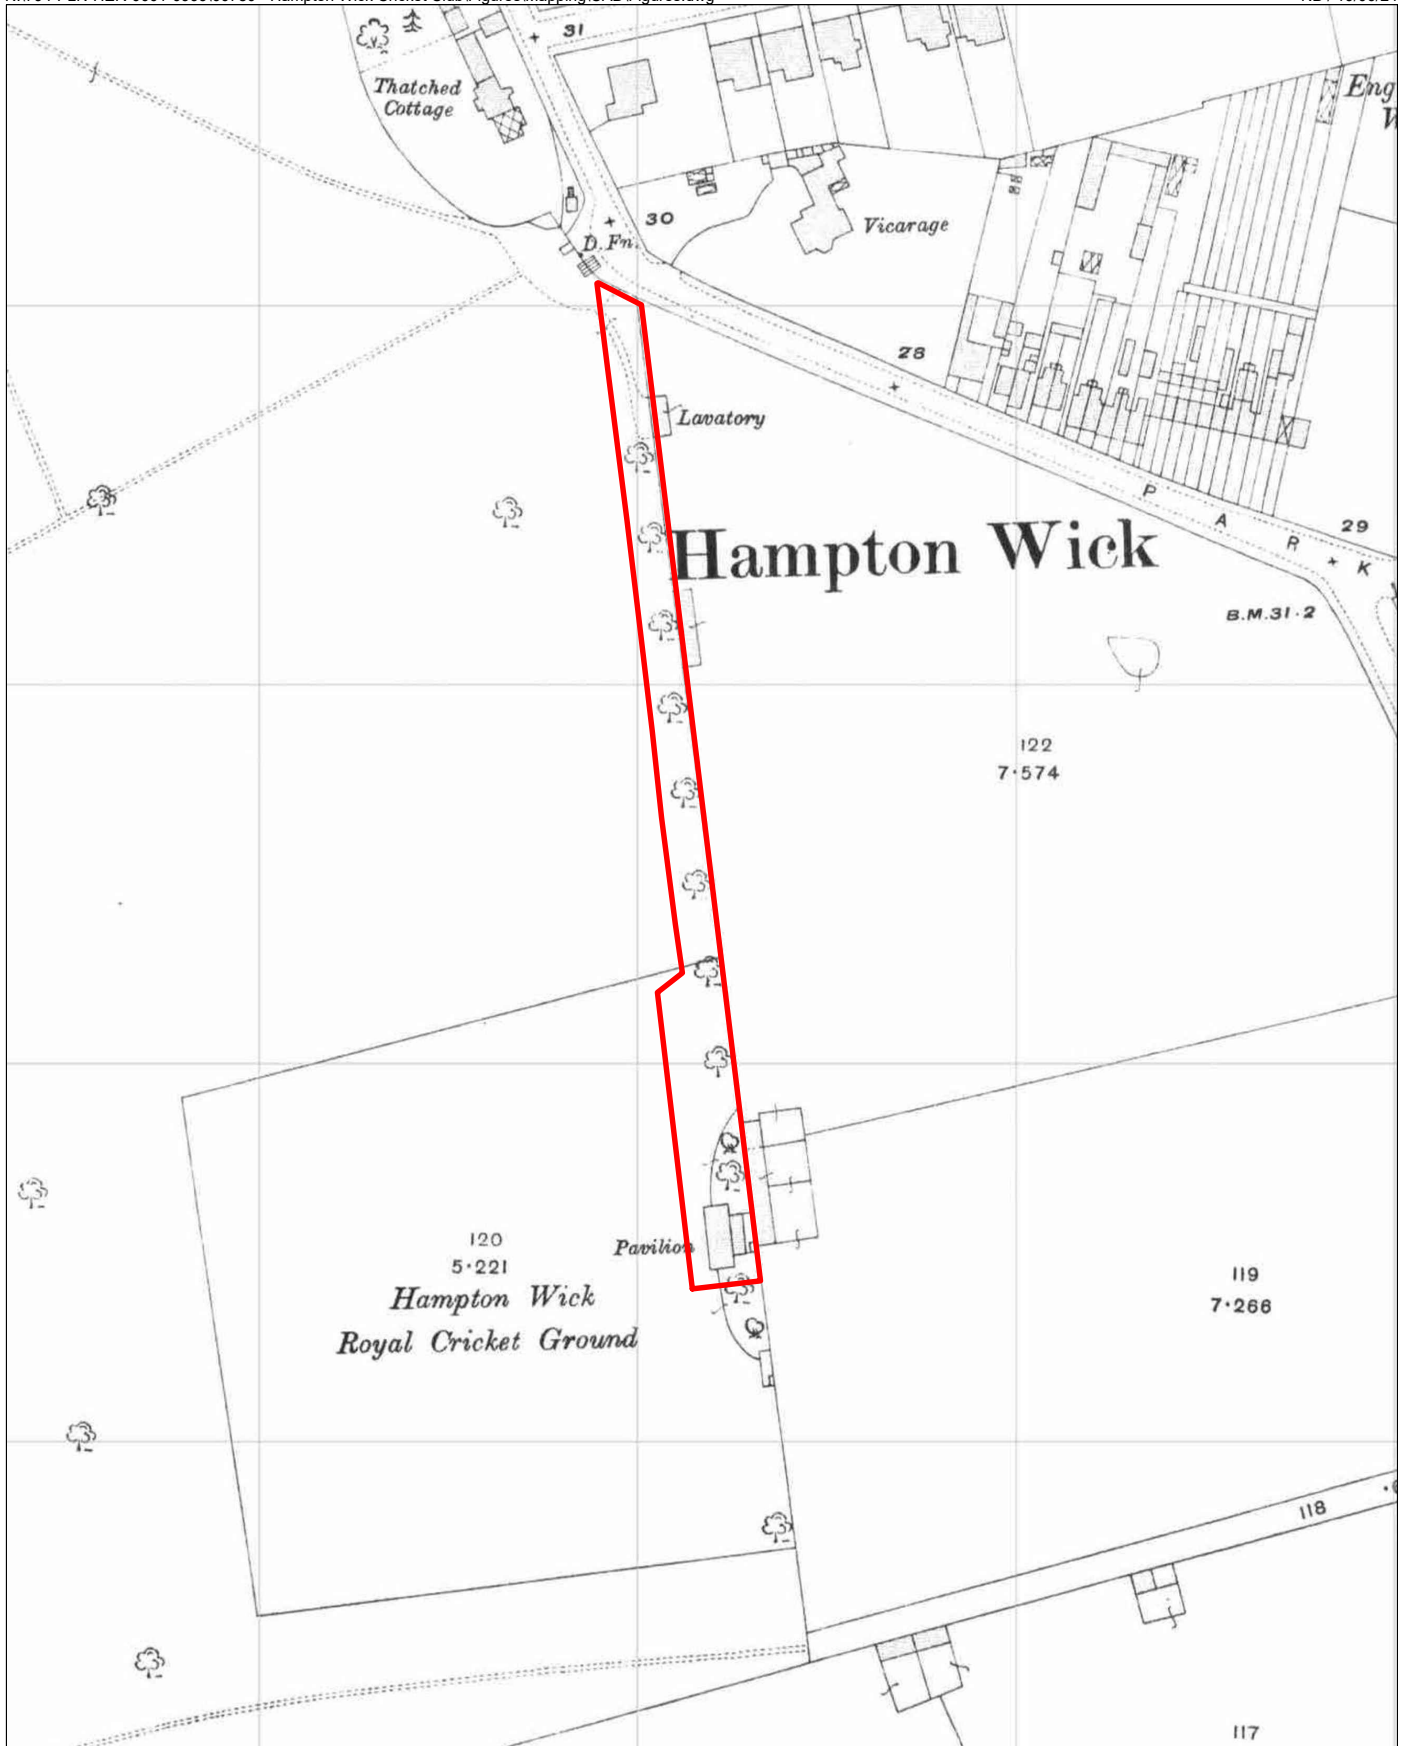 31
Thatched
Cottage
Eng
30
D. Fn.
Vicarage
28
Lavatory
P A R K
29
Hampton Wick
B.M. 31·2
122
7·574
120
5·221
Hampton Wick
Royal Cricket Ground
Pavilion
119
7·266
118
117